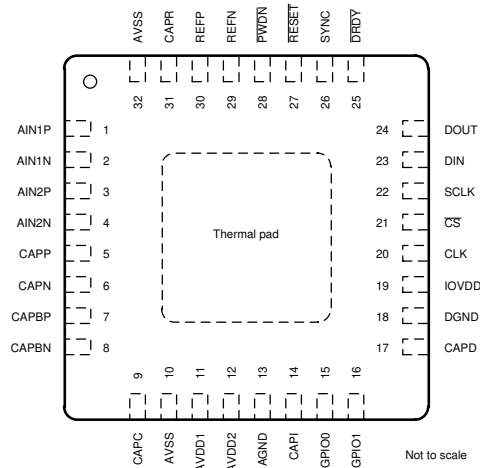 AVSS CAPR REFP REFN PWDN RESET SYNC DRDY
32 31 30 29 28 27 26 25
AIN1P 1
AIN1N 2
AIN2P 3
AIN2N 4
CAPP 5
CAPN 6
CAPBP 7
CAPBN 8
Thermal pad
24 DOUT
23 DIN
22 SCLK
21 CS
20 CLK
19 IOVDD
18 DGND
17 CAPD
9 10 11 12 13 14 15 16
CAPC AVSS AVDD1 AVDD2 AGND CAPI GPIO0 GPIO1
Not to scale